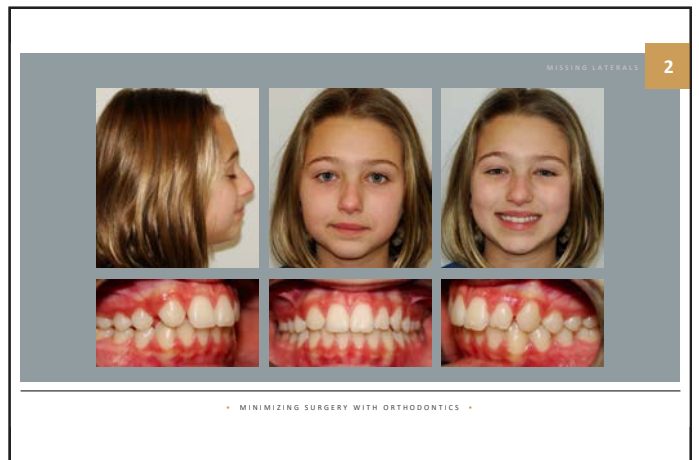 MISSING LATERALS
2
• MINIMIZING SURGERY WITH ORTHODONTICS •